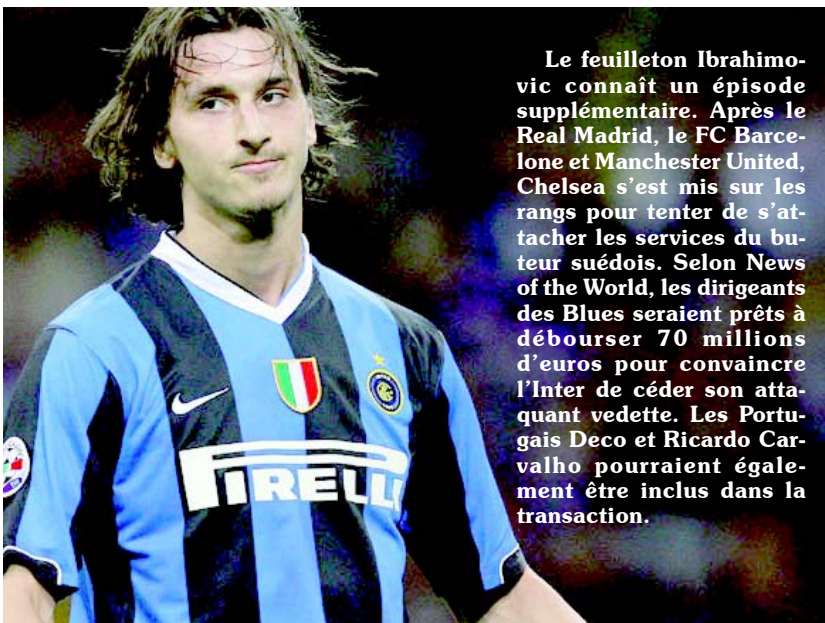 Le feuilleton Ibrahimo-
vic connaît un épisode
supplémentaire. Après le
Real Madrid, le FC Barce-
lone et Manchester United,
Chelsea s'est mis sur les
rangs pour tenter de s'at-
tacher les services du bu-
teur suédois. Selon News
of the World, les dirigeants
des Blues seraient prêts à
débourser 70 millions
d'euros pour convaincre
l'Inter de céder son atta-
quant vedette. Les Portu-
gais Deco et Ricardo Car-
valho pourraient égale-
ment être inclus dans la
transaction.
PIRELLI